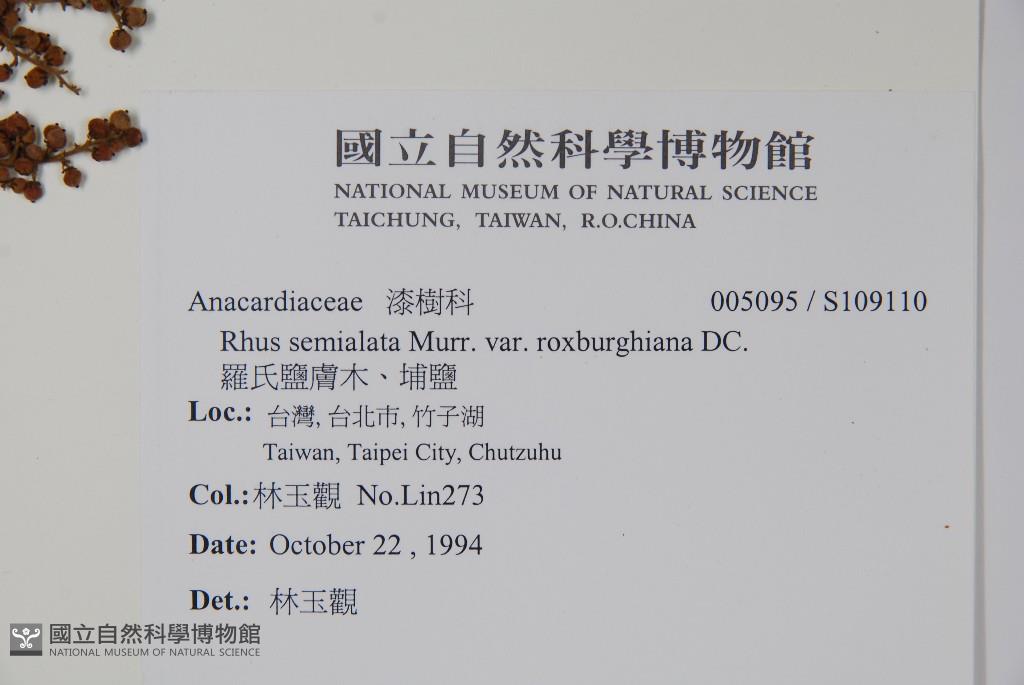 國立自然科學博物館
NATIONAL MUSEUM OF NATURAL SCIENCE
TAICHUNG, TAIWAN, R.O.CHINA
Anacardiaceae 漆樹科 005095 / S109110
Rhus semialata Murr. var. roxburghiana DC.
羅氏鹽膚木、埔鹽
Loc.: 台灣, 台北市, 竹子湖
Taiwan, Taipei City, Chutzuhu
Col.:林玉觀 No.Lin273
Date: October 22 , 1994
Det.: 林玉觀
國立自然科學博物館
NATIONAL MUSEUM OF NATURAL SCIENCE